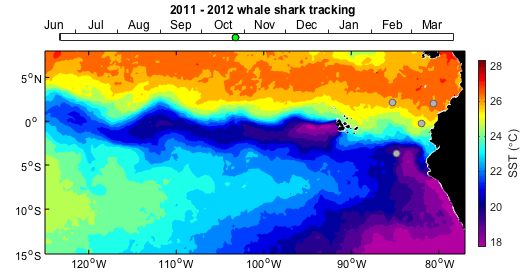 2011 - 2012 whale shark tracking
Jun Jul Aug Sep Oct Nov Dec Jan Feb Mar
5°N
0°
5°S
10°S
15°S
120°W 110°W 100°W 90°W 80°W
28
26
24
22
20
18
SST (°C)